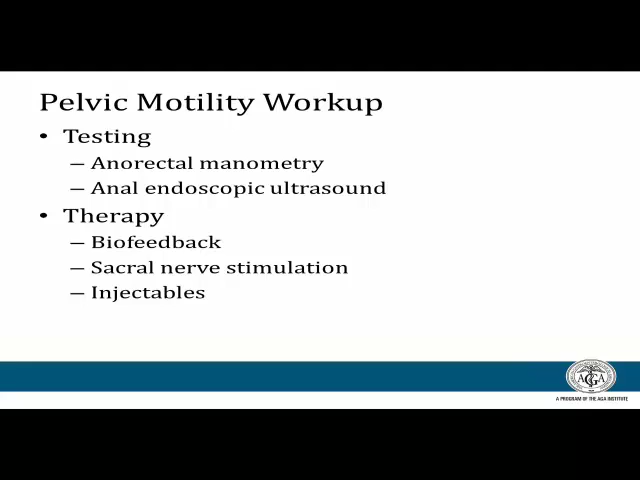 Pelvic Motility Workup
• Testing
– Anorectal manometry
– Anal endoscopic ultrasound
• Therapy
– Biofeedback
– Sacral nerve stimulation
– Injectables
AGA
A PROGRAM OF THE AGA INSTITUTE